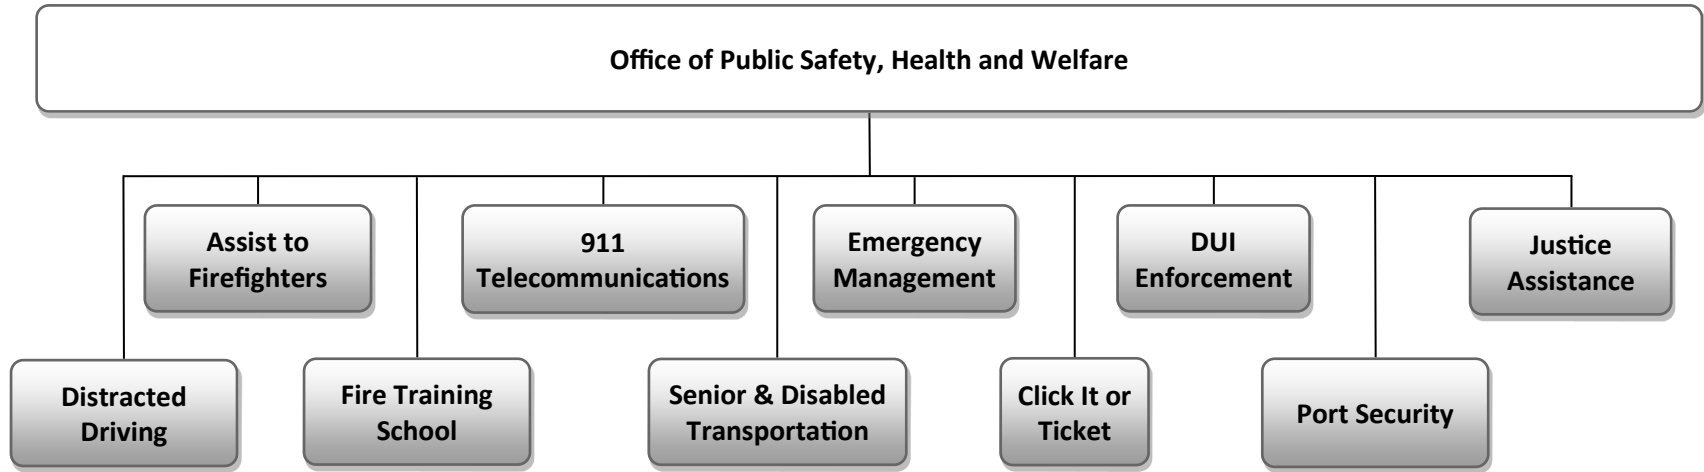 Office of Public Safety, Health and Welfare
Assist to
Firefighters
911
Telecommunications
Emergency
Management
DUI
Enforcement
Justice
Assistance
Distracted
Driving
Fire Training
School
Senior & Disabled
Transportation
Click It or
Ticket
Port Security